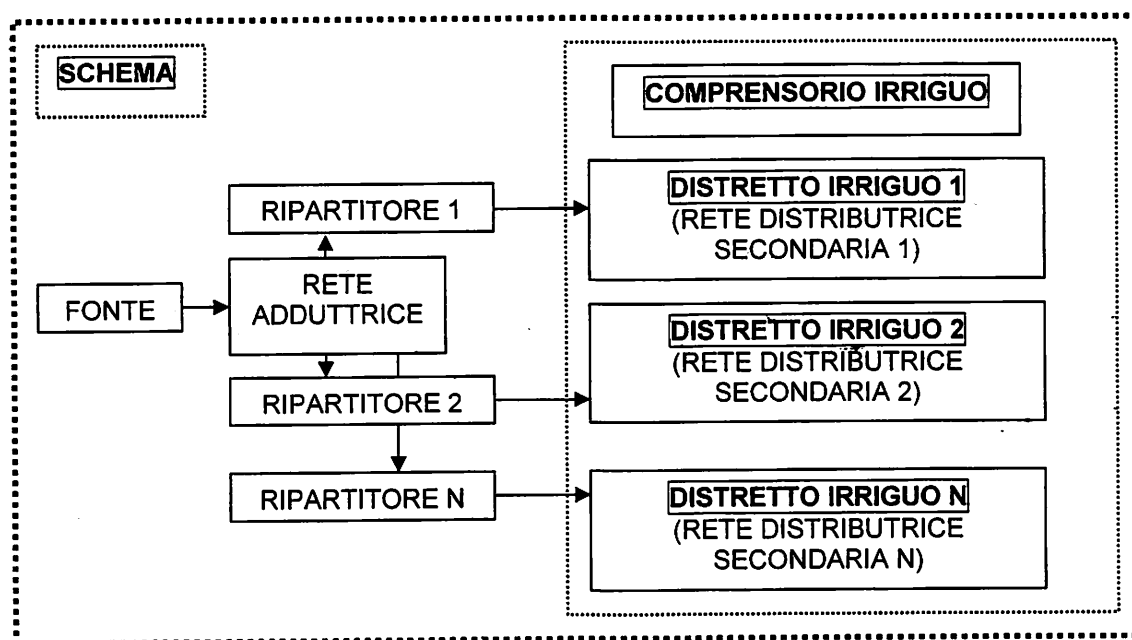 SCHEMA
COMPRENSORIO IRRIGUO
RIPARTITORE 1
DISTRETTO IRRIGUO 1
(RETE DISTRIBUTRICE
SECONDARIA 1)
FONTE
RETE
ADDUTTRICE
RIPARTITORE 2
DISTRETTO IRRIGUO 2
(RETE DISTRIBUTRICE
SECONDARIA 2)
RIPARTITORE N
DISTRETTO IRRIGUO N
(RETE DISTRIBUTRICE
SECONDARIA N)